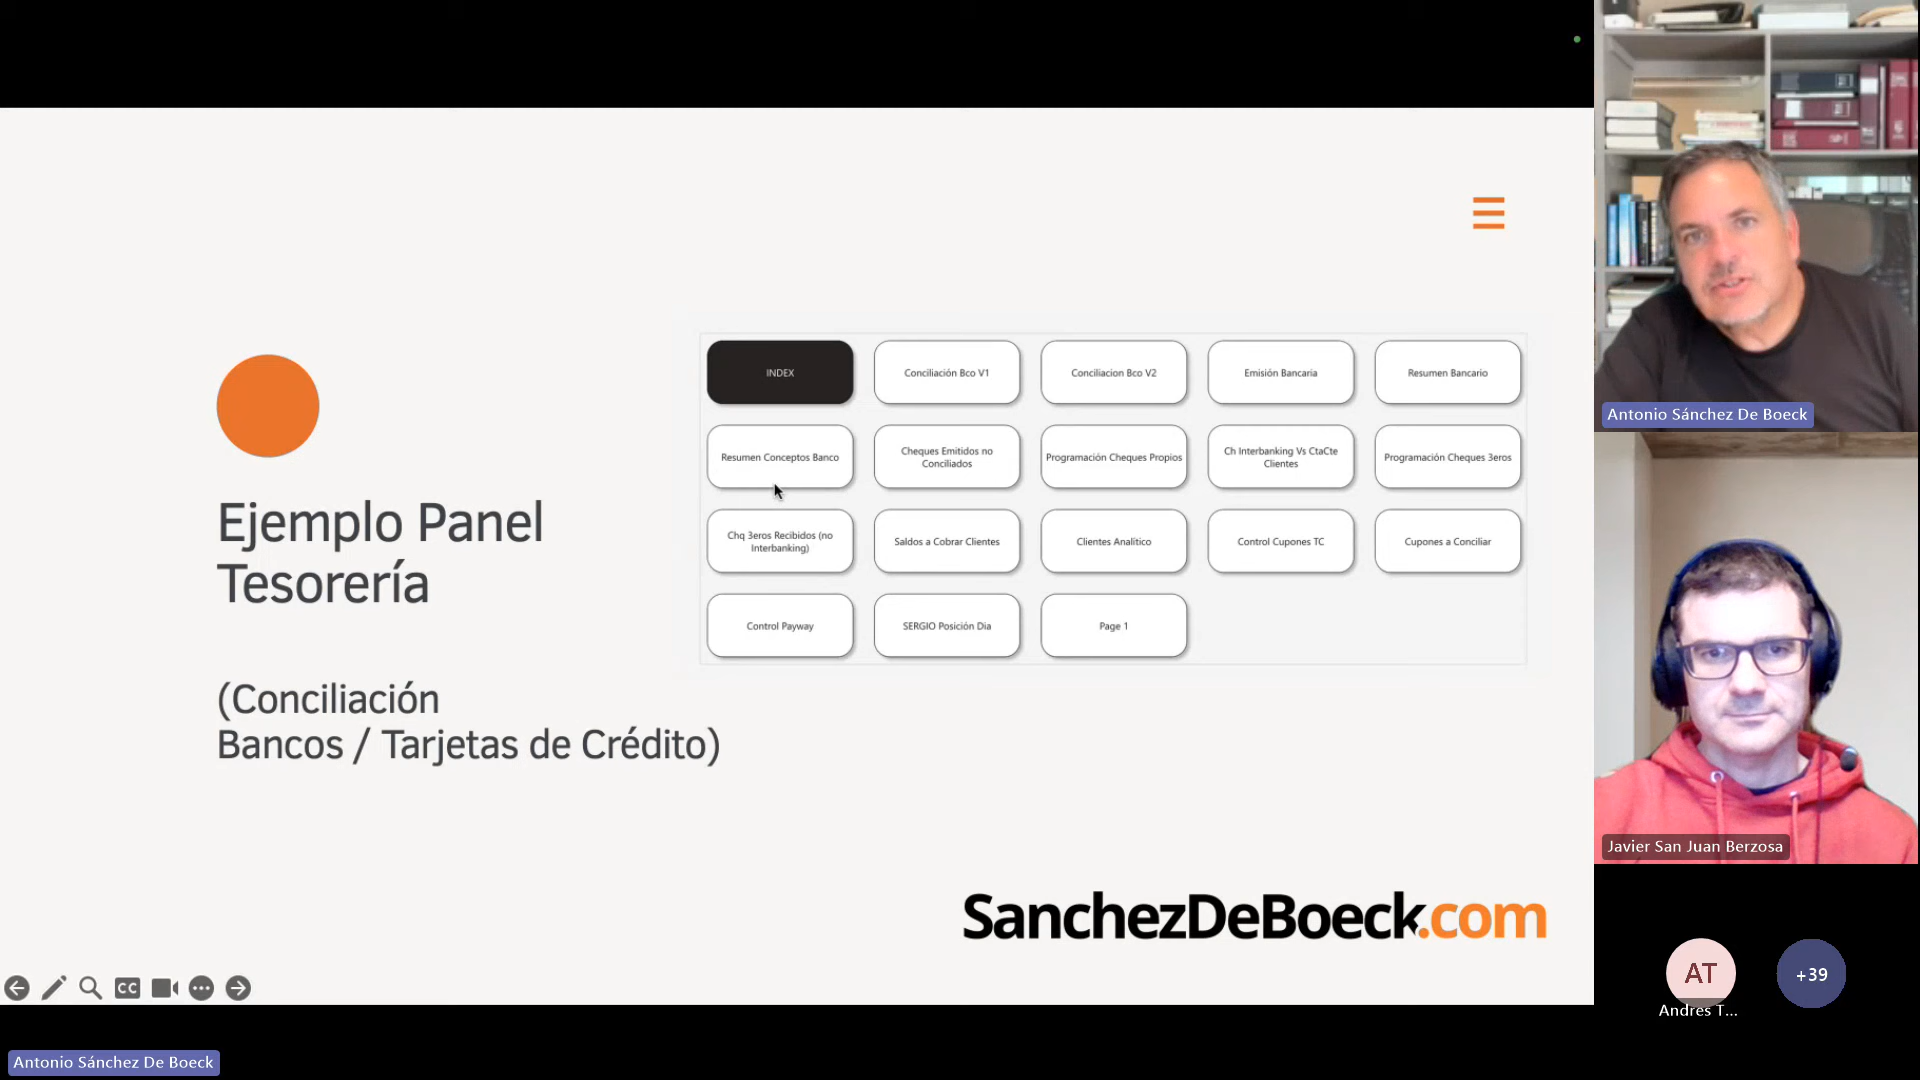 INDEX
Conciliación Bco V1
Conciliacion Bco V2
Emisión Bancaria
Resumen Bancario
Resumen Conceptos Banco
Cheques Emitidos no
Conciliados
Programación Cheques Propios
Ch Interbanking Vs CtaCte
Clientes
Programación Cheques 3eros
Chq 3eros Recibidos (no
Interbanking)
Saldos a Cobrar Clientes
Clientes Analítico
Control Cupones TC
Cupones a Conciliar
Control Payway
SERGIO Posición Dia
Page 1
Ejemplo Panel
Tesorería
(Conciliación
Bancos / Tarjetas de Crédito)
SanchezDeBoeck.com
CC
Antonio Sánchez De Boeck
Antonio Sánchez De Boeck
Javier San Juan Berzosa
AT
Andres T...
+39